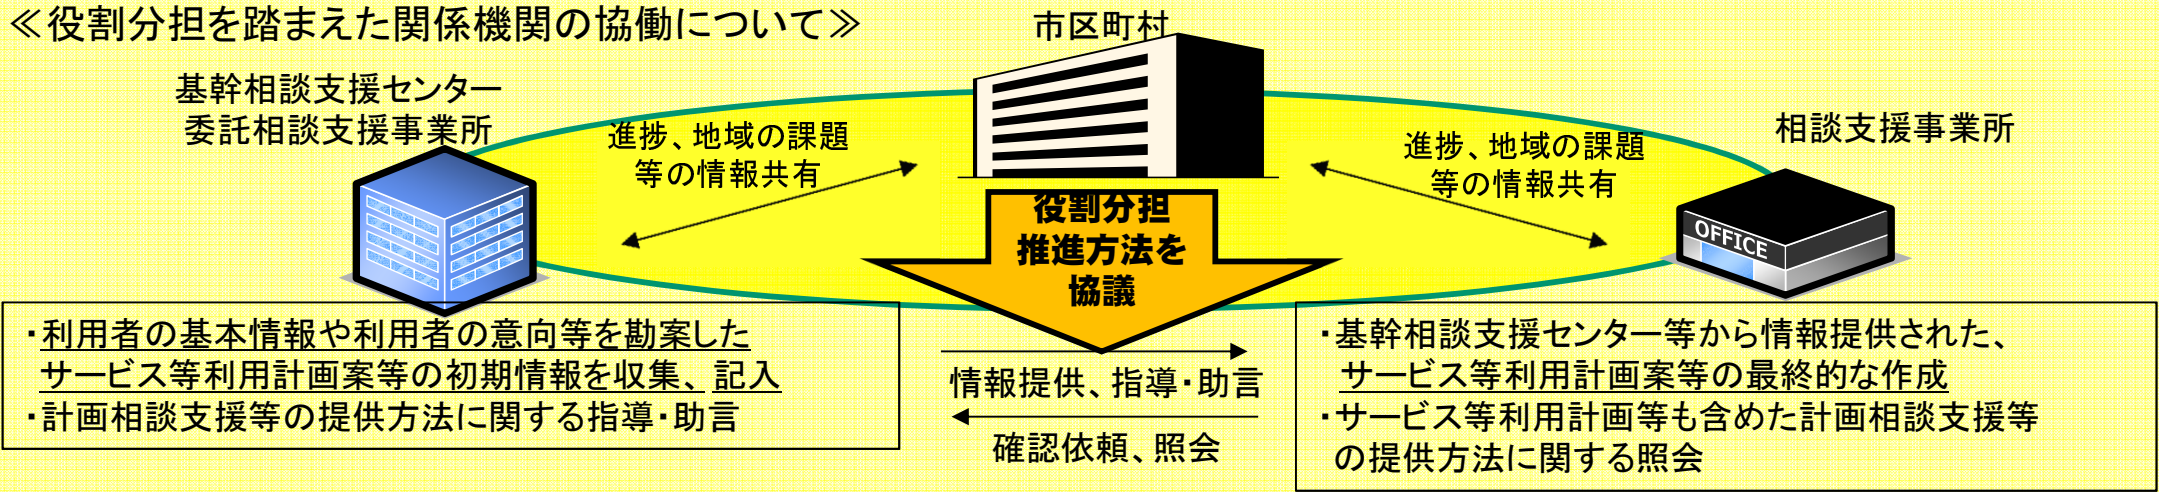 ≪役割分担を踏まえた関係機関の協働について≫
市区町村
基幹相談支援センター
委託相談支援事業所
進捗、地域の課題
等の情報共有
進捗、地域の課題
等の情報共有
相談支援事業所
OFFICE
役割分担
推進方法を
協議
・利用者の基本情報や利用者の意向等を勘案した
サービス等利用計画案等の初期情報を収集、記入
・計画相談支援等の提供方法に関する指導・助言
情報提供、指導・助言
確認依頼、照会
・基幹相談支援センター等から情報提供された、
サービス等利用計画案等の最終的な作成
・サービス等利用計画等も含めた計画相談支援等
の提供方法に関する照会